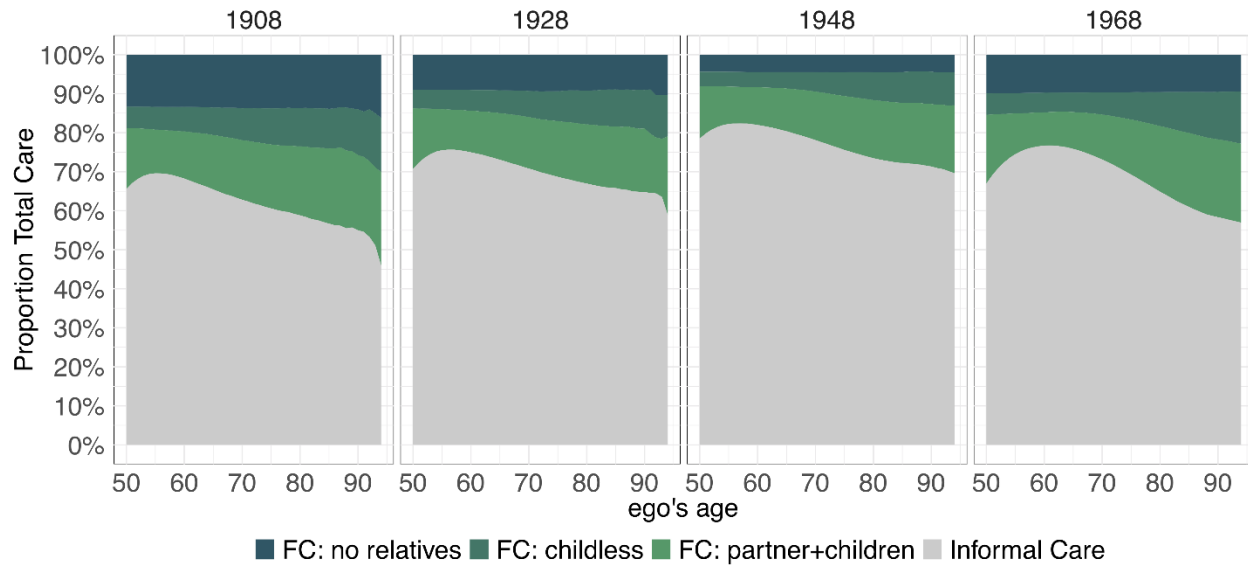 1908 1928 1948 1968
Proportion Total Care
100%
90%
80%
70%
60%
50%
40%
30%
20%
10%
0%
50 60 70 80 90 50 60 70 80 90 50 60 70 80 90 50 60 70 80 90
ego's age
FC: no relatives FC: childless FC: partner+children Informal Care